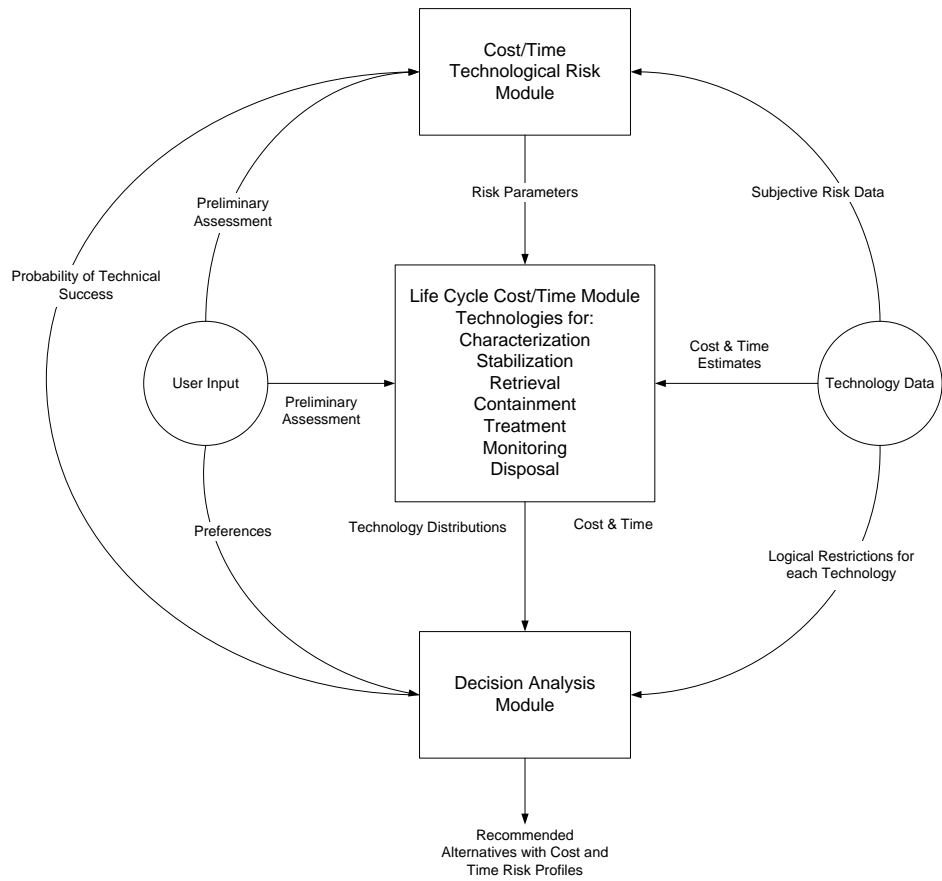 Cost/Time
Technological Risk
Module
Preliminary
Assessment
Risk Parameters
Subjective Risk Data
Probability of Technical
Success
Life Cycle Cost/Time Module
Technologies for:
Characterization
Stabilization
Retrieval
Containment
Treatment
Monitoring
Disposal
User Input
Preliminary
Assessment
Cost & Time
Estimates
Technology Data
Preferences
Technology Distributions
Cost & Time
Logical Restrictions for
each Technology
Decision Analysis
Module
Recommended
Alternatives with Cost and
Time Risk Profiles